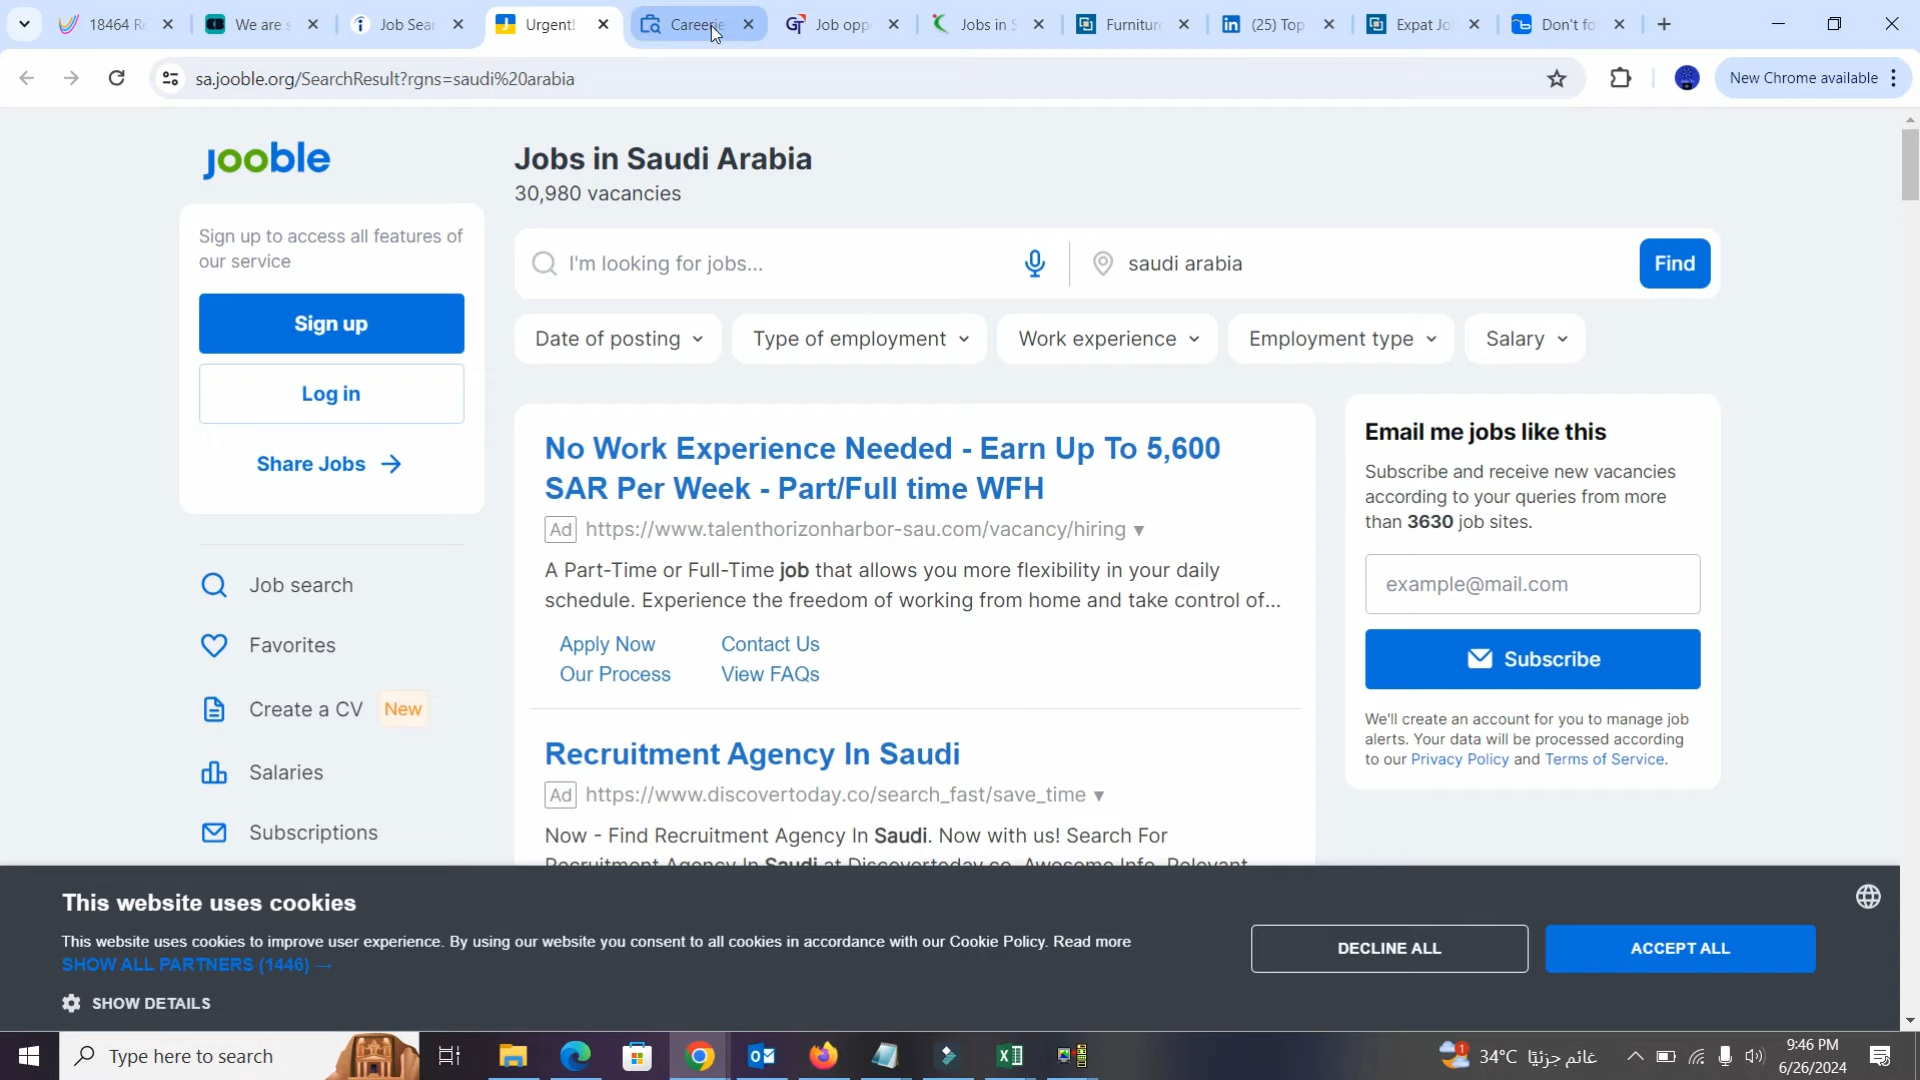 18464 R
We are s
Job Sear
Urgent!
Careerje
Job opp
Jobs in S
Furniture
(25) Top
Expat Jo
Don't fo
sa.jooble.org/SearchResult?rgns=saudi%20arabia
New Chrome available
jooble
Jobs in Saudi Arabia
30,980 vacancies
Sign up to access all features of
our service
Sign up
Log in
Share Jobs →
I'm looking for jobs...
saudi arabia
Find
Date of posting
Type of employment
Work experience
Employment type
Salary
No Work Experience Needed - Earn Up To 5,600
SAR Per Week - Part/Full time WFH
Ad https://www.talenthorizonharbor-sau.com/vacancy/hiring ▼
A Part-Time or Full-Time job that allows you more flexibility in your daily
schedule. Experience the freedom of working from home and take control of...
Apply Now
Contact Us
Our Process
View FAQs
Recruitment Agency In Saudi
Ad https://www.discovertoday.co/search_fast/save_time ▼
Now - Find Recruitment Agency In Saudi. Now with us! Search For
Recruitment Agency In Saudi at Discovertoday.co. Awesome Info. Relevant
Email me jobs like this
Subscribe and receive new vacancies
according to your queries from more
than 3630 job sites.
example@mail.com
Subscribe
We'll create an account for you to manage job
alerts. Your data will be processed according
to our Privacy Policy and Terms of Service.
Job search
Favorites
Create a CV New
Salaries
Subscriptions
This website uses cookies
This website uses cookies to improve user experience. By using our website you consent to all cookies in accordance with our Cookie Policy. Read more
SHOW ALL PARTNERS (1446) →
SHOW DETAILS
DECLINE ALL
ACCEPT ALL
Type here to search
34°C غائم جزئيًا
9:46 PM
6/26/2024